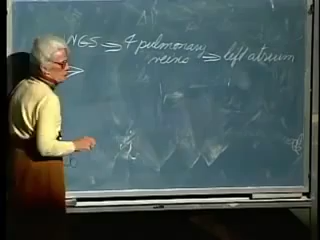 NGS ⇒ 4 pulmonary
veins ⇒ left atrium